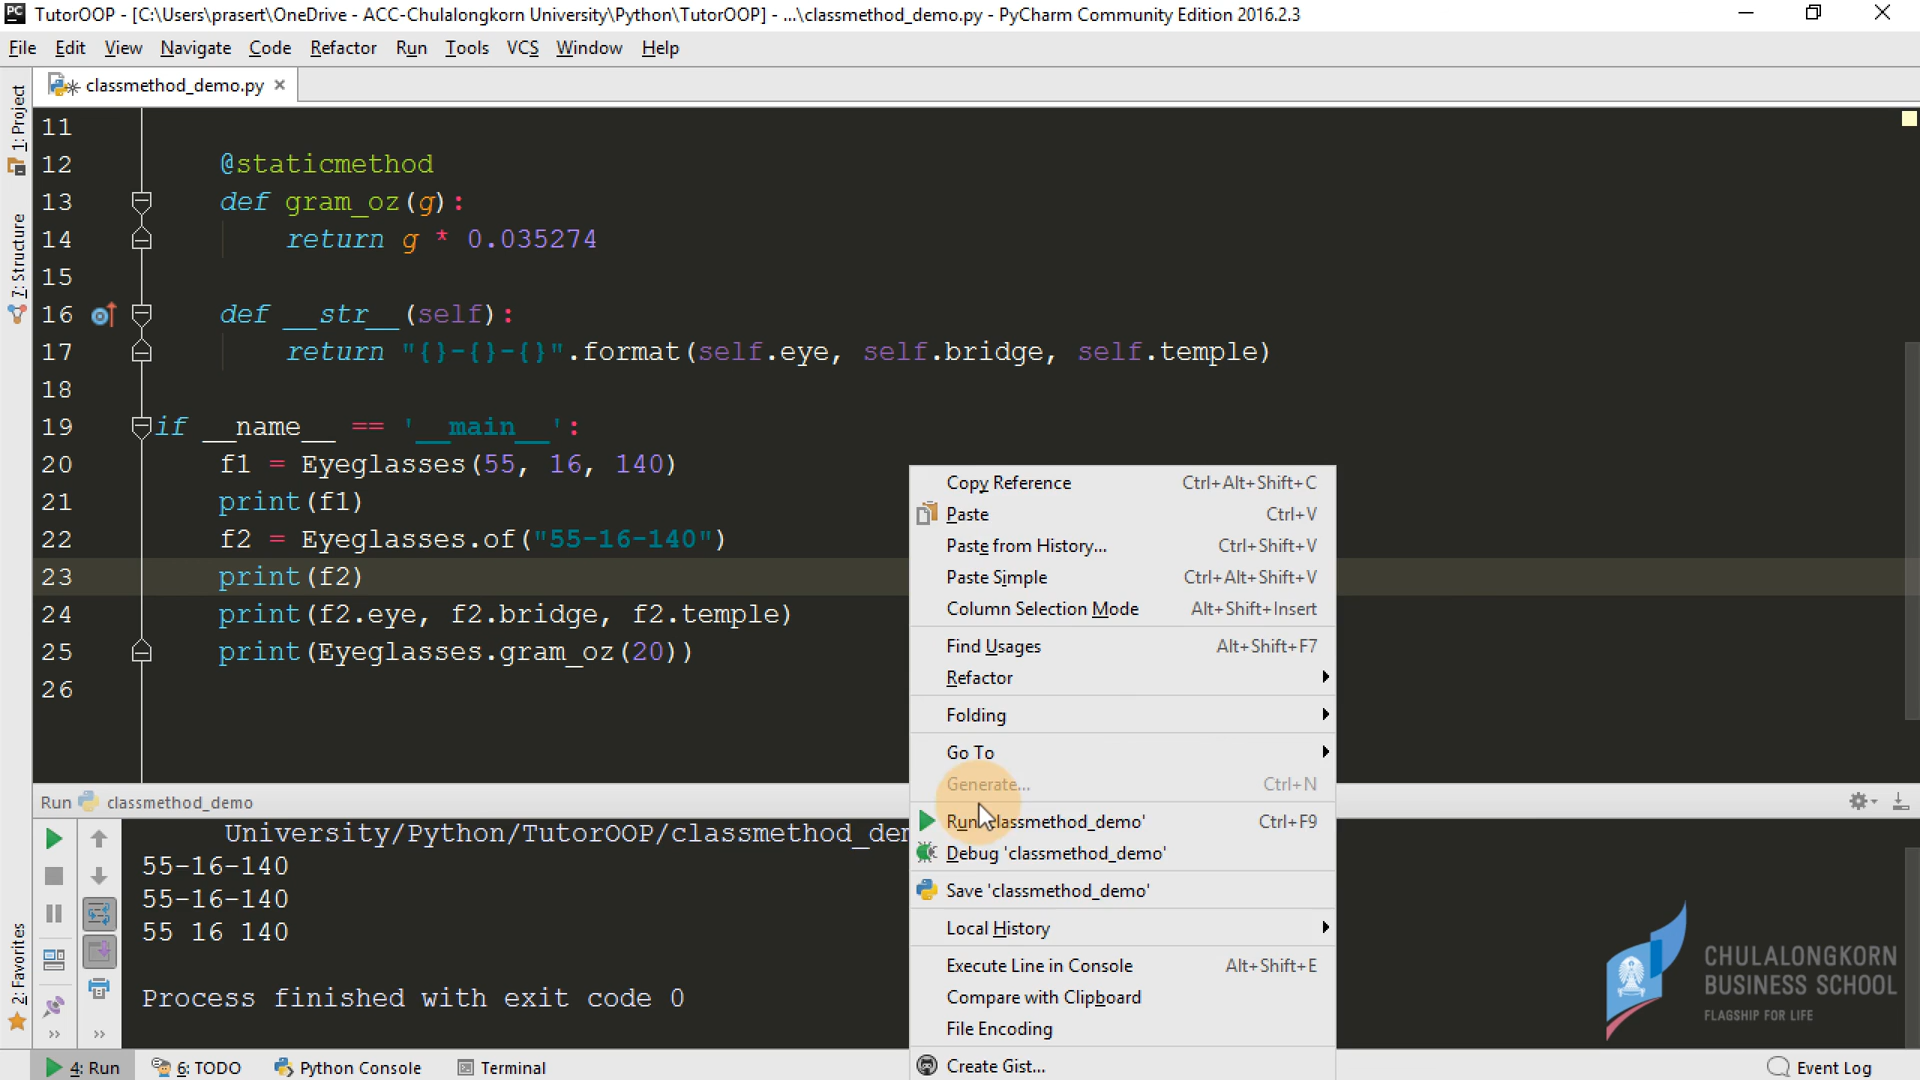 TutorOOP - [C:\Users\prasert\OneDrive - ACC-Chulalongkorn University\Python\TutorOOP] - ...\classmethod_demo.py - PyCharm Community Edition 2016.2.3
File Edit View Navigate Code Refactor Run Tools VCS Window Help
classmethod_demo.py
1: Project
7: Structure
2: Favorites
11
12 @staticmethod
13 def gram_oz(g):
14 return g * 0.035274
15
16 def __str__(self):
17 return "{}-{}-{}".format(self.eye, self.bridge, self.temple)
18
19 if __name__ == '__main__':
20 f1 = Eyeglasses(55, 16, 140)
21 print(f1)
22 f2 = Eyeglasses.of("55-16-140")
23 print(f2)
24 print(f2.eye, f2.bridge, f2.temple)
25 print(Eyeglasses.gram_oz(20))
26
Copy Reference Ctrl+Alt+Shift+C
Paste Ctrl+V
Paste from History... Ctrl+Shift+V
Paste Simple Ctrl+Alt+Shift+V
Column Selection Mode Alt+Shift+Insert
Find Usages Alt+Shift+F7
Refactor
Folding
Go To
Generate... Ctrl+N
Run 'classmethod_demo' Ctrl+F9
Debug 'classmethod_demo'
Save 'classmethod_demo'
Local History
Execute Line in Console Alt+Shift+E
Compare with Clipboard
File Encoding
Create Gist...
Run classmethod_demo
University/Python/TutorOOP/classmethod_de
55-16-140
55-16-140
55 16 140
Process finished with exit code 0
CHULALONGKORN
BUSINESS SCHOOL
FLAGSHIP FOR LIFE
4: Run 6: TODO Python Console Terminal Event Log